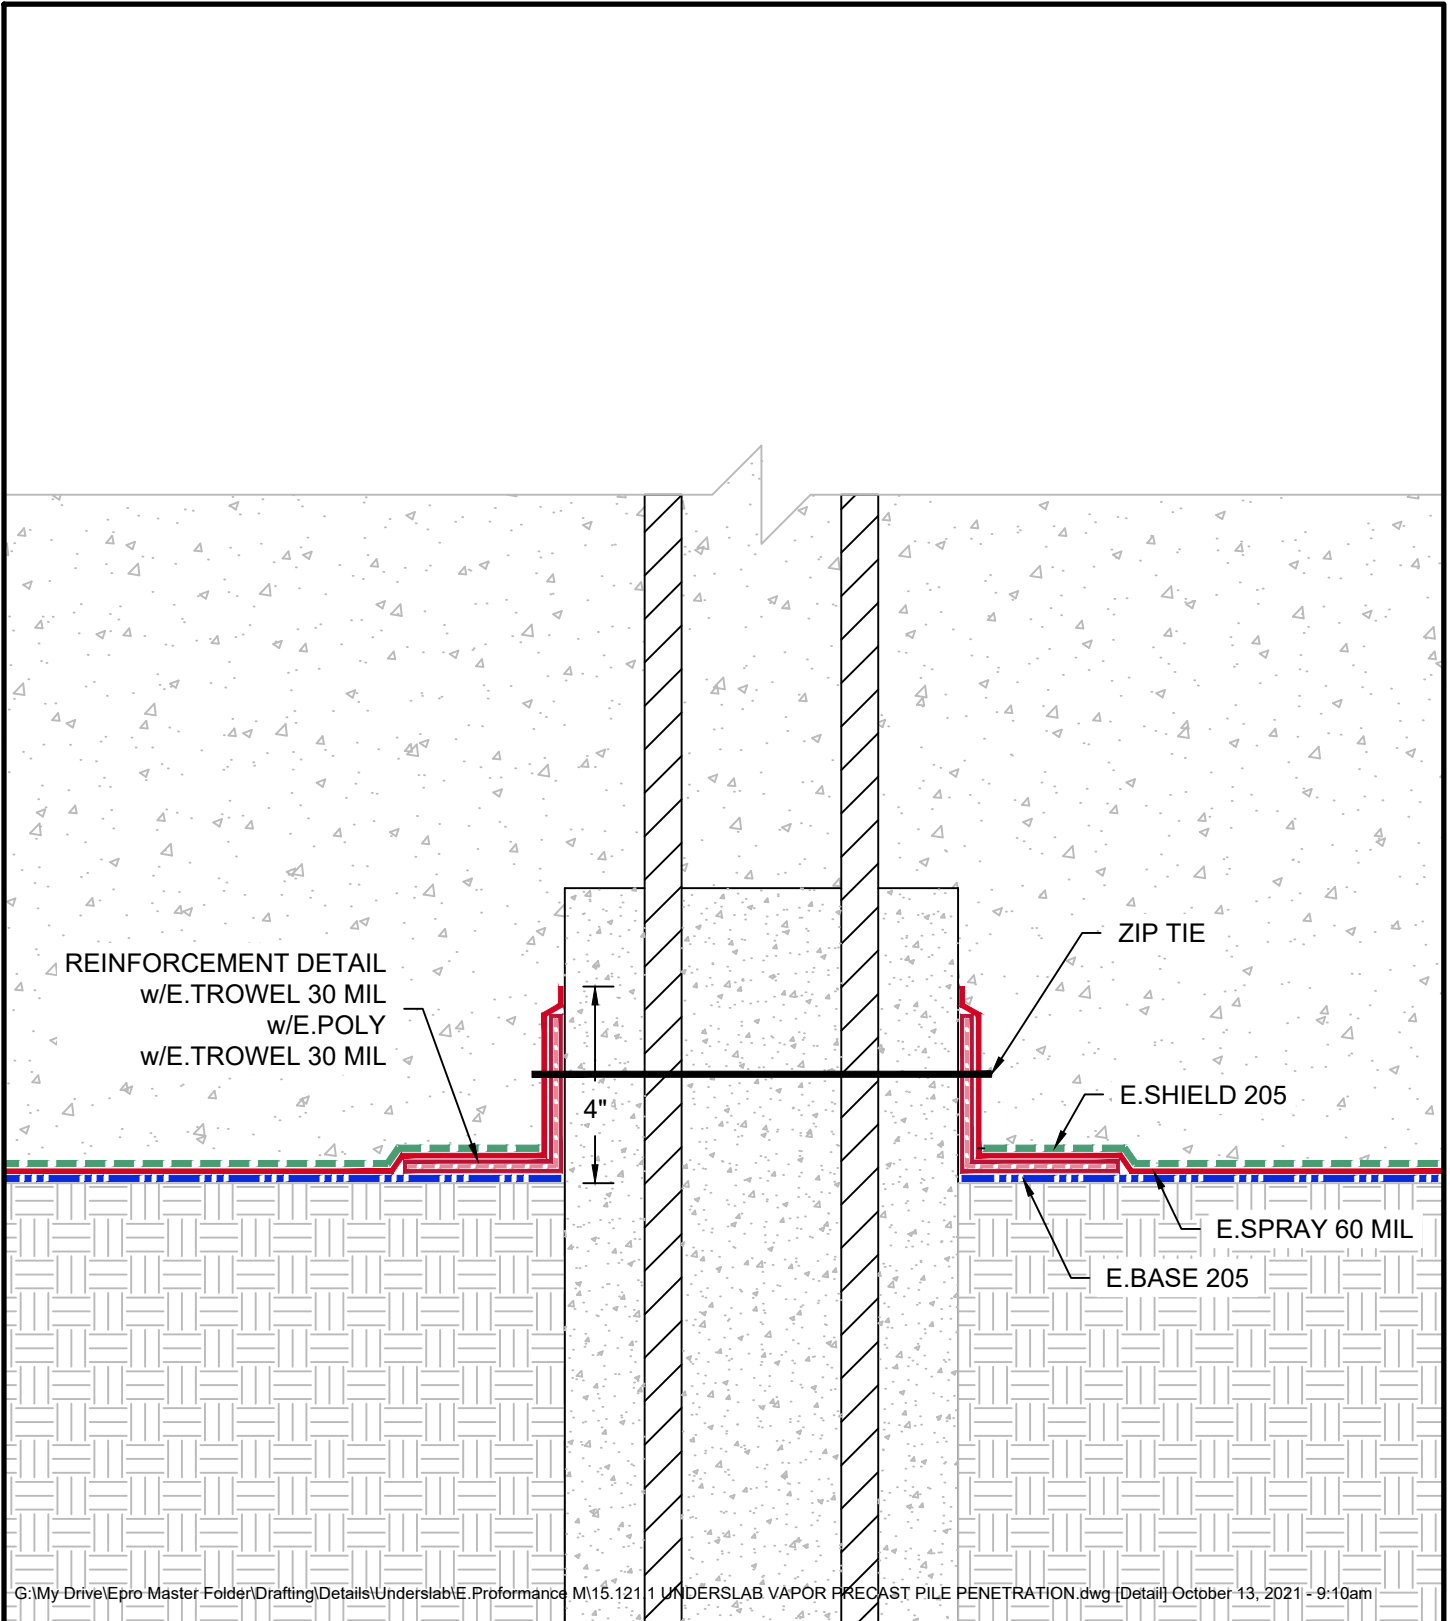 ZIP TIE
REINFORCEMENT DETAIL
w/E.TROWEL 30 MIL
w/E.POLY
w/E.TROWEL 30 MIL
E.SHIELD 205
4"
E.SPRAY 60 MIL
E.BASE 205
G:\My Drive\Epro Master Folder\Drafting\Details\Underslab\E.Proformance M\15.121.1 UNDERSLAB VAPOR PRECAST PILE PENETRATION.dwg [Detail] October 13, 2021 - 9:10am